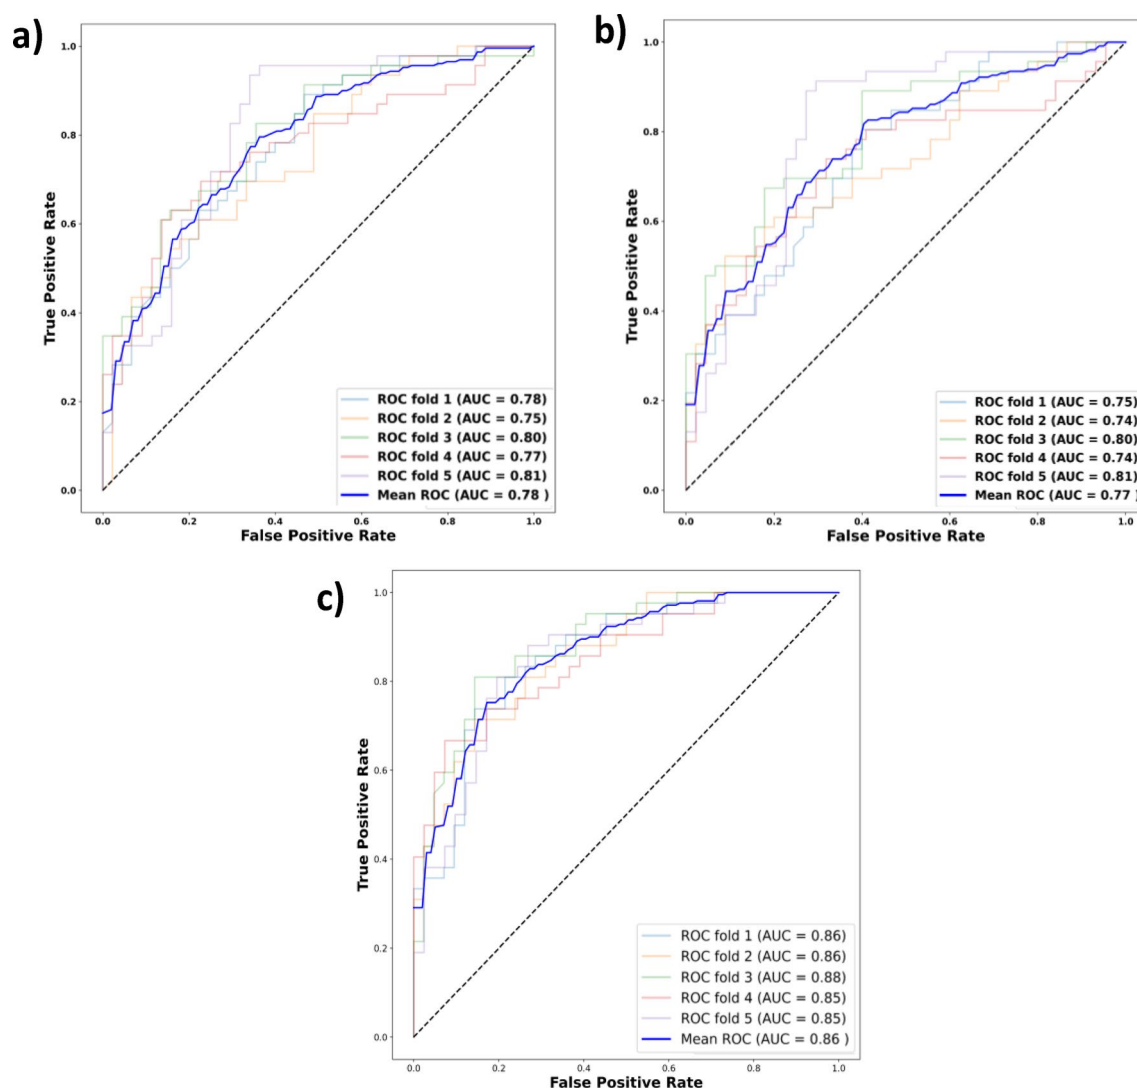 a)
1.0
0.8
0.6
0.4
0.2
0.0
True Positive Rate
ROC fold 1 (AUC = 0.78)
ROC fold 2 (AUC = 0.75)
ROC fold 3 (AUC = 0.80)
ROC fold 4 (AUC = 0.77)
ROC fold 5 (AUC = 0.81)
Mean ROC (AUC = 0.78 )
0.0 0.2 0.4 0.6 0.8 1.0
False Positive Rate
b)
1.0
0.8
0.6
0.4
0.2
0.0
True Positive Rate
ROC fold 1 (AUC = 0.75)
ROC fold 2 (AUC = 0.74)
ROC fold 3 (AUC = 0.80)
ROC fold 4 (AUC = 0.74)
ROC fold 5 (AUC = 0.81)
Mean ROC (AUC = 0.77 )
0.0 0.2 0.4 0.6 0.8 1.0
False Positive Rate
c)
1.0
0.8
0.6
0.4
0.2
0.0
True Positive Rate
ROC fold 1 (AUC = 0.86)
ROC fold 2 (AUC = 0.86)
ROC fold 3 (AUC = 0.88)
ROC fold 4 (AUC = 0.85)
ROC fold 5 (AUC = 0.85)
Mean ROC (AUC = 0.86 )
0.0 0.2 0.4 0.6 0.8 1.0
False Positive Rate